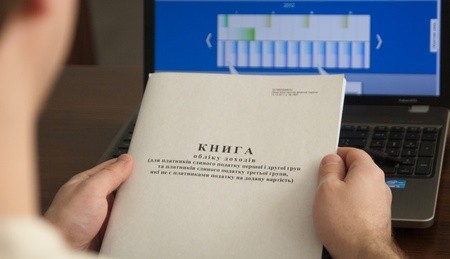 2012
КНИГА
обліку доходів
(для платників єдиного податку першої і другої груп
та платників єдиного податку третьої групи,
які не є платниками податку на додану вартість)